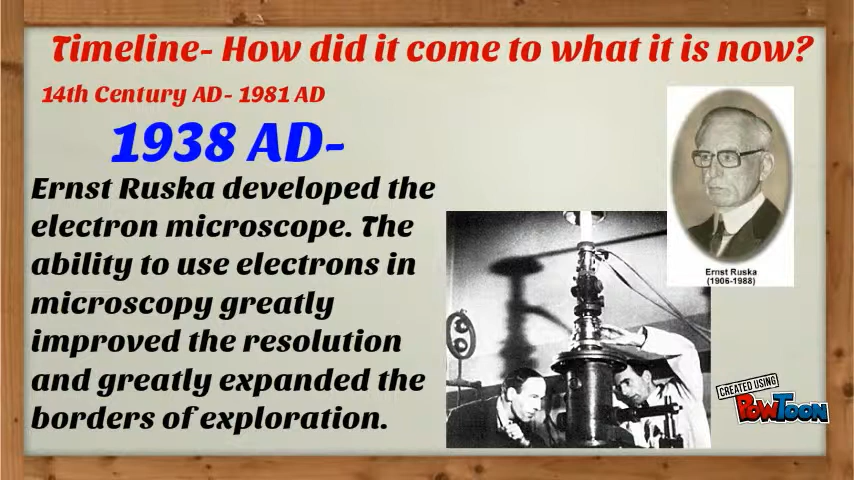 Timeline- How did it come to what it is now?
14th Century AD- 1981 AD
1938 AD-
Ernst Ruska developed the
electron microscope. The
ability to use electrons in
microscopy greatly
improved the resolution
and greatly expanded the
borders of exploration.
Ernst Ruska
(1906-1988)
CREATED USING
POWTOON